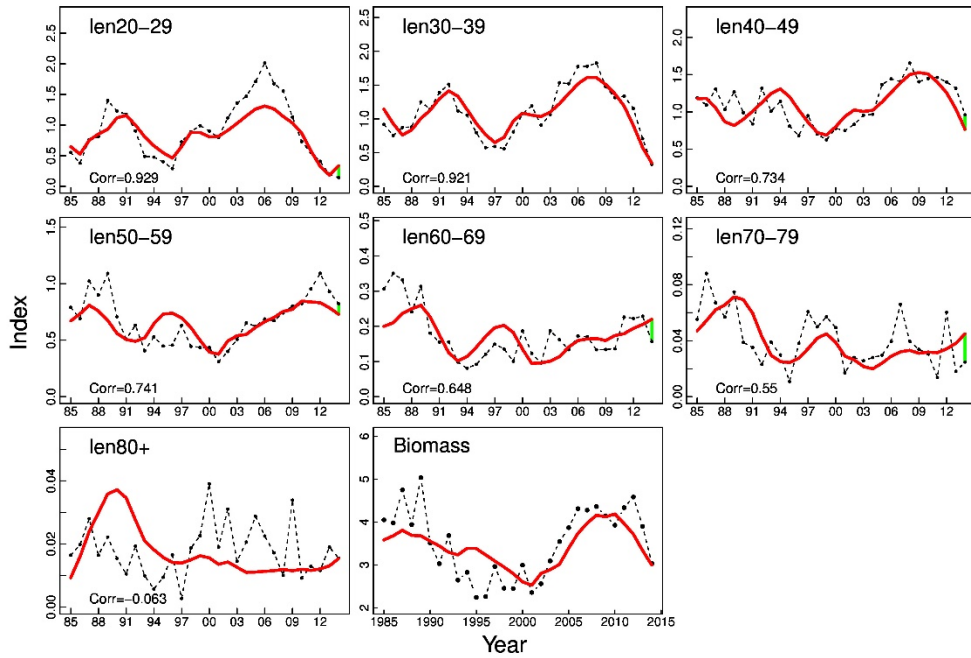 len20−29
0.0 0.5 1.0 1.5 2.0 2.5
Corr=0.929
85 88 91 94 97 00 03 06 09 12
len30−39
0.0 0.5 1.0 1.5 2.0 2.5
Corr=0.921
85 88 91 94 97 00 03 06 09 12
len40−49
0.0 0.5 1.0 1.5 2.0
Corr=0.734
85 88 91 94 97 00 03 06 09 12
len50−59
0.0 0.5 1.0 1.5
Corr=0.741
85 88 91 94 97 00 03 06 09 12
len60−69
0.0 0.1 0.2 0.3 0.4 0.5
Corr=0.648
85 88 91 94 97 00 03 06 09 12
len70−79
0.00 0.04 0.08 0.12
Corr=0.55
85 88 91 94 97 00 03 06 09 12
len80+
0.00 0.01 0.02 0.04
Corr=−0.063
85 88 91 94 97 00 03 06 09 12
Biomass
2 3 4 5 6
1985 1990 1995 2000 2005 2010 2015
Index
Year